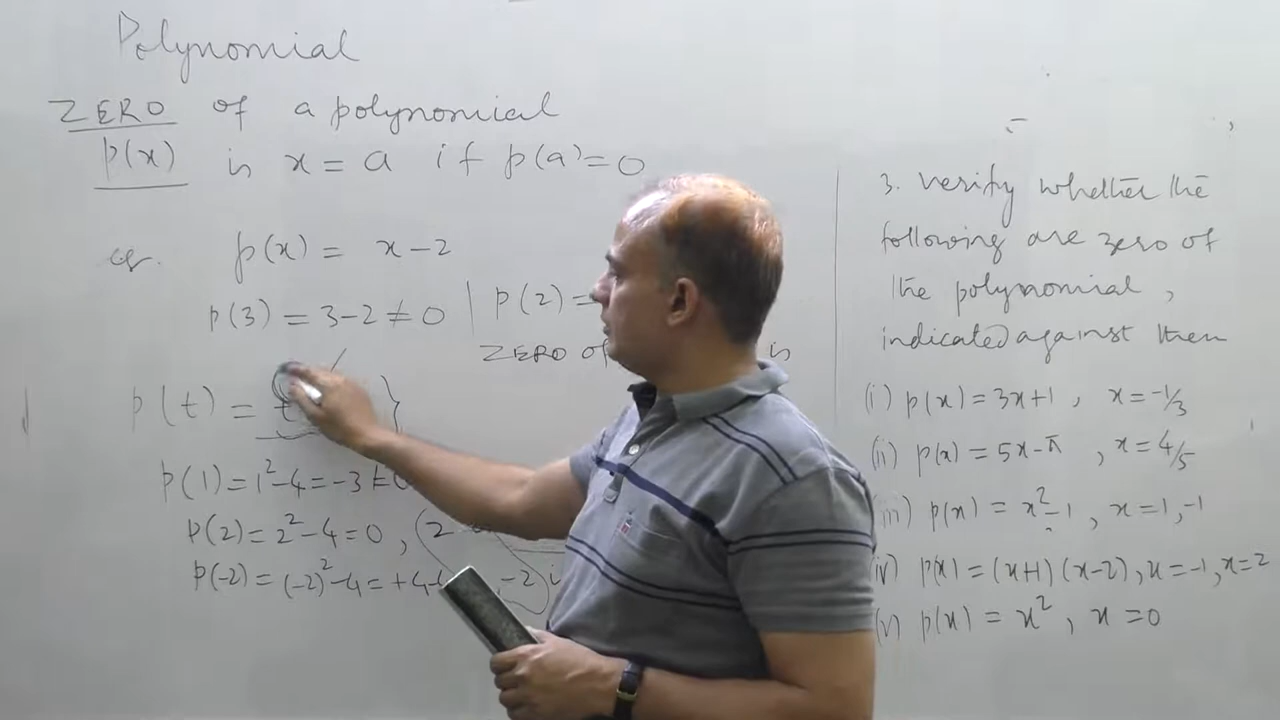 Polynomial
ZERO of a polynomial
p(x) is x = a if p(a) = 0
eg. p(x) = x - 2
p(3) = 3 - 2 ≠ 0 | p(2) =
ZERO of is
p(t) = t }
p(1) = 1² - 4 = -3 ≠ 0
p(2) = 2² - 4 = 0 , (2
p(-2) = (-2)² - 4 = +4 - , -2)
3. Verify whether the
following are zero of
the polynomial,
indicated against them
(i) p(x) = 3x+1 , x = -1/3
(ii) p(x) = 5x-π , x = 4/5
(iii) p(x) = x²-1 , x = 1, -1
(iv) p(x) = (x+1) (x-2), x = -1, x = 2
(v) p(x) = x² , x = 0